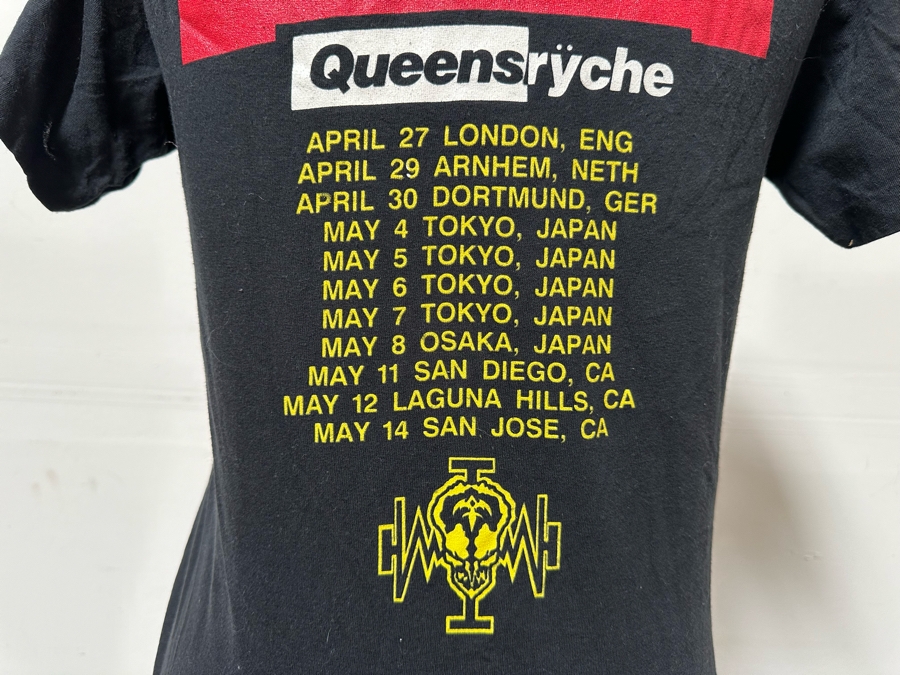 Queensrÿche
APRIL 27 LONDON, ENG
APRIL 29 ARNHEM, NETH
APRIL 30 DORTMUND, GER
MAY 4 TOKYO, JAPAN
MAY 5 TOKYO, JAPAN
MAY 6 TOKYO, JAPAN
MAY 7 TOKYO, JAPAN
MAY 8 OSAKA, JAPAN
MAY 11 SAN DIEGO, CA
MAY 12 LAGUNA HILLS, CA
MAY 14 SAN JOSE, CA